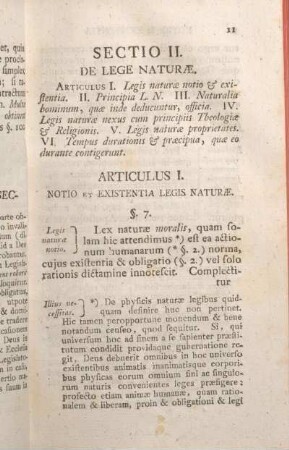 11
SECTIO II.
DE LEGE NATURÆ.
ARTICULUS I. Legis naturæ notio & exi-
stentia. II. Principia L. N. III. Naturalia
hominum, quæ inde deducuntur, officia. IV.
Legis naturæ nexus cum principiis Theologiæ
& Religionis. V. Legis naturæ proprietates.
VI. Tempus durationis & præcipua, quæ eo
durante contigerunt.
ARTICULUS I.
NOTIO ET EXISTENTIA LEGIS NATURÆ.
§. 7.
Legis
naturæ
notio.
Lex naturæ moralis, quam so-
lam hic attendimus *) est ea actio-
num humanarum (* §. 2.) norma,
cujus existentia & obligatio (§. 2.) vel solo
rationis dictamine innotescit. Complecti-
tur
Illius ne-
cessitas.
*) De physicis naturæ legibus quid-
quam definire huc non pertinet.
Hic tamen peropportune monendum & bene
notandum censeo, quod sequitur. Si, qui
universum hoc ad finem a se sapienter præsti-
tutum condidit providaque gubernatione re-
git, Deus debuerit omnibus in hoc universo
existentibus animatis inanimatisque corpori-
bus physicas eorum omnium fini ac singulo-
rum naturis convenientes leges præfigere:
profecto etiam animæ humanæ, quam ratio-
nalem & liberam, proin & obligationi & legi